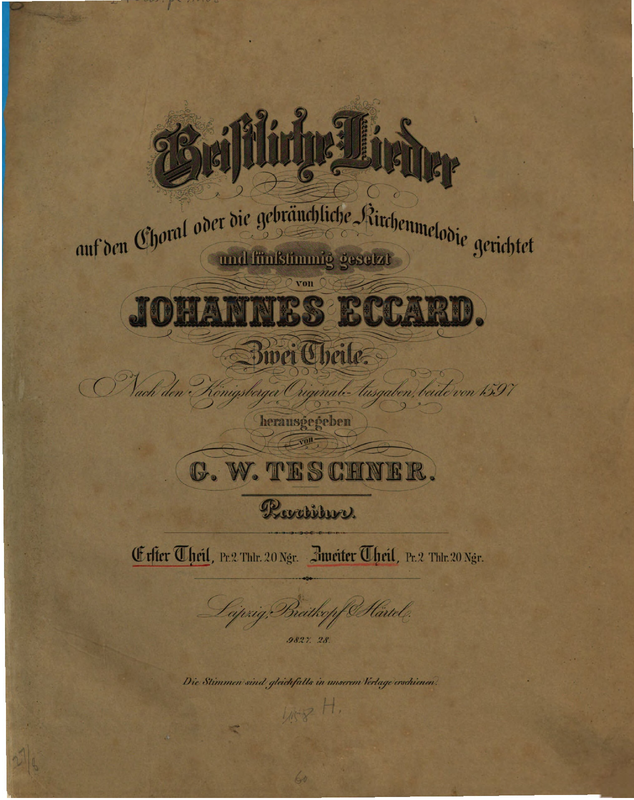 Geistliche Lieder
auf den Choral oder die gebräuchliche Kirchenmelodie gerichtet
und fünfstimmig gesetzt
von
JOHANNES ECCARD.
Zwei Theile.
Nach den Königsberger Original-Ausgaben, beide von 1597
herausgegeben
von
G. W. TESCHNER.
Partitur.
Erster Theil, Pr. 2 Thlr. 20 Ngr. Zweiter Theil, Pr. 2 Thlr. 20 Ngr.
Leipzig, Breitkopf & Härtel.
9827. 28.
Die Stimmen sind gleichfalls in unserem Verlage erschienen.
H.